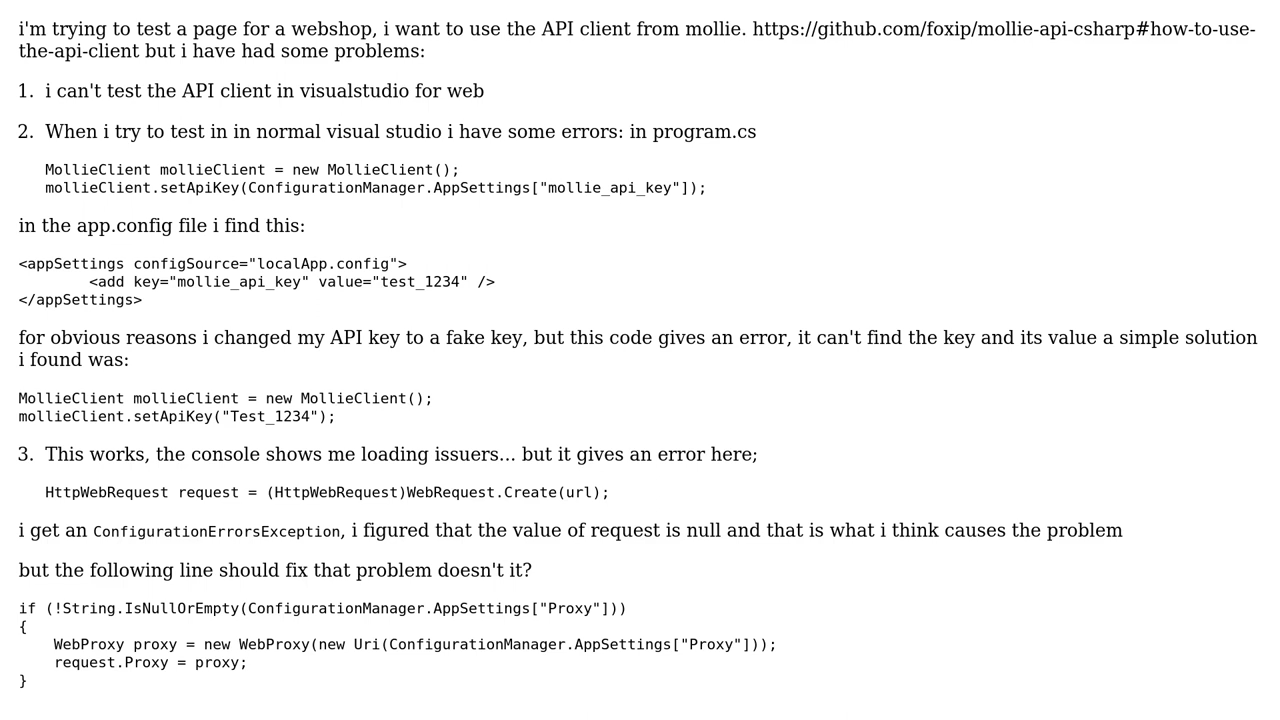 i'm trying to test a page for a webshop, i want to use the API client from mollie. https://github.com/foxip/mollie-api-csharp#how-to-use-
the-api-client but i have had some problems:
1. i can't test the API client in visualstudio for web
2. When i try to test in in normal visual studio i have some errors: in program.cs
MollieClient mollieClient = new MollieClient();
mollieClient.setApiKey(ConfigurationManager.AppSettings["mollie_api_key"]);
in the app.config file i find this:
<appSettings configSource="localApp.config">
        <add key="mollie_api_key" value="test_1234" />
</appSettings>
for obvious reasons i changed my API key to a fake key, but this code gives an error, it can't find the key and its value a simple solution
i found was:
MollieClient mollieClient = new MollieClient();
mollieClient.setApiKey("Test_1234");
3. This works, the console shows me loading issuers... but it gives an error here;
HttpWebRequest request = (HttpWebRequest)WebRequest.Create(url);
i get an ConfigurationErrorsException, i figured that the value of request is null and that is what i think causes the problem
but the following line should fix that problem doesn't it?
if (!String.IsNullOrEmpty(ConfigurationManager.AppSettings["Proxy"]))
{
    WebProxy proxy = new WebProxy(new Uri(ConfigurationManager.AppSettings["Proxy"]));
    request.Proxy = proxy;
}